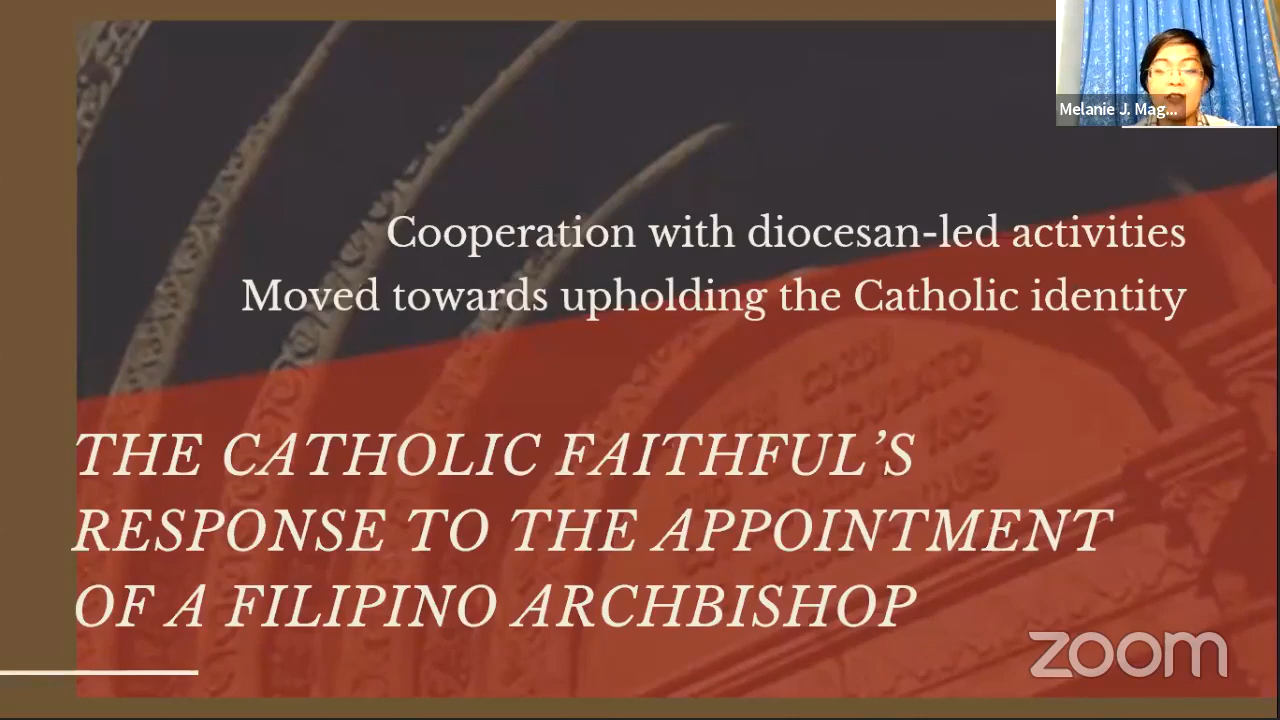 Melanie J. Mag...
Cooperation with diocesan-led activities
Moved towards upholding the Catholic identity
THE CATHOLIC FAITHFUL’S
RESPONSE TO THE APPOINTMENT
OF A FILIPINO ARCHBISHOP
zoom